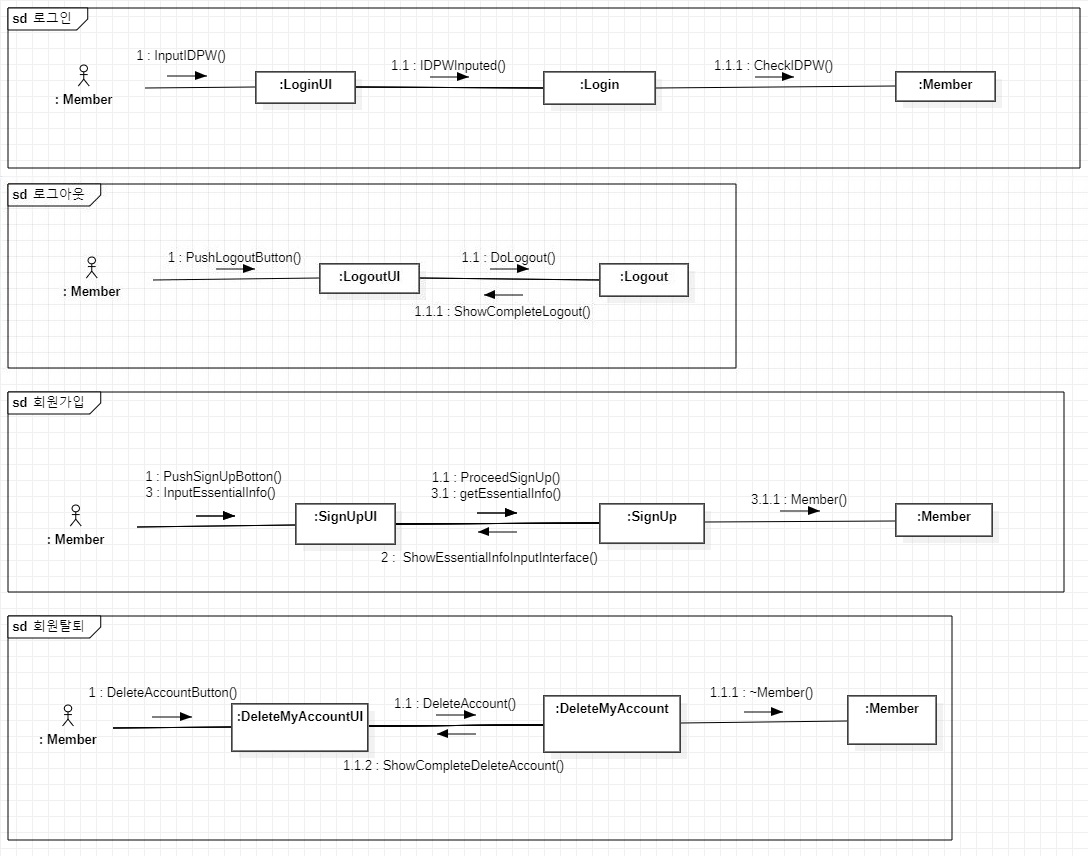 sd 로그인
1 : InputIDPW()
1.1 : IDPWInputed()
1.1.1 : CheckIDPW()
: Member
:LoginUI
:Login
:Member
sd 로그아웃
1 : PushLogoutButton()
1.1 : DoLogout()
: Member
:LogoutUI
:Logout
1.1.1 : ShowCompleteLogout()
sd 회원가입
1 : PushSignUpBotton()
3 : InputEssentialInfo()
1.1 : ProceedSignUp()
3.1 : getEssentialInfo()
3.1.1 : Member()
: Member
:SignUpUI
:SignUp
:Member
2 : ShowEssentialInfoInputInterface()
sd 회원탈퇴
1 : DeleteAccountButton()
1.1 : DeleteAccount()
1.1.1 : ~Member()
: Member
:DeleteMyAccountUI
:DeleteMyAccount
:Member
1.1.2 : ShowCompleteDeleteAccount()